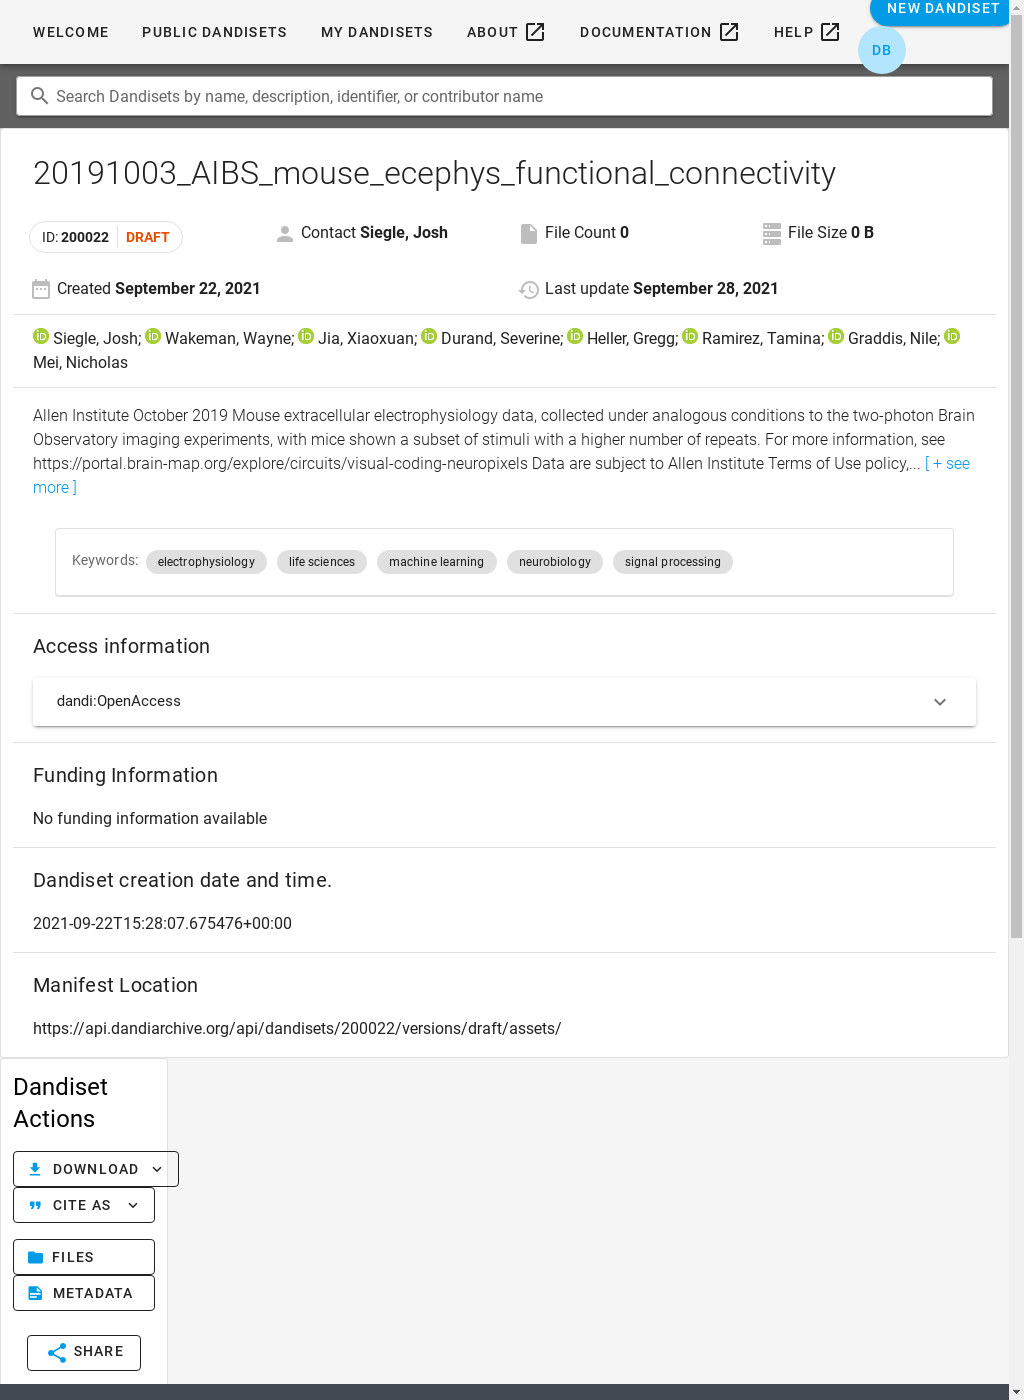 WELCOME PUBLIC DANDISETS MY DANDISETS ABOUT DOCUMENTATION HELP NEW DANDISET
DB
Search Dandisets by name, description, identifier, or contributor name
20191003_AIBS_mouse_ecephys_functional_connectivity
ID: 200022 DRAFT Contact Siegle, Josh File Count 0 File Size 0 B
Created September 22, 2021 Last update September 28, 2021
iD Siegle, Josh; iD Wakeman, Wayne; iD Jia, Xiaoxuan; iD Durand, Severine; iD Heller, Gregg; iD Ramirez, Tamina; iD Graddis, Nile; iD
Mei, Nicholas
Allen Institute October 2019 Mouse extracellular electrophysiology data, collected under analogous conditions to the two-photon Brain
Observatory imaging experiments, with mice shown a subset of stimuli with a higher number of repeats. For more information, see
https://portal.brain-map.org/explore/circuits/visual-coding-neuropixels Data are subject to Allen Institute Terms of Use policy,... [ + see
more ]
Keywords: electrophysiology life sciences machine learning neurobiology signal processing
Access information
dandi:OpenAccess
Funding Information
No funding information available
Dandiset creation date and time.
2021-09-22T15:28:07.675476+00:00
Manifest Location
https://api.dandiarchive.org/api/dandisets/200022/versions/draft/assets/
Dandiset
Actions
DOWNLOAD
CITE AS
FILES
METADATA
SHARE